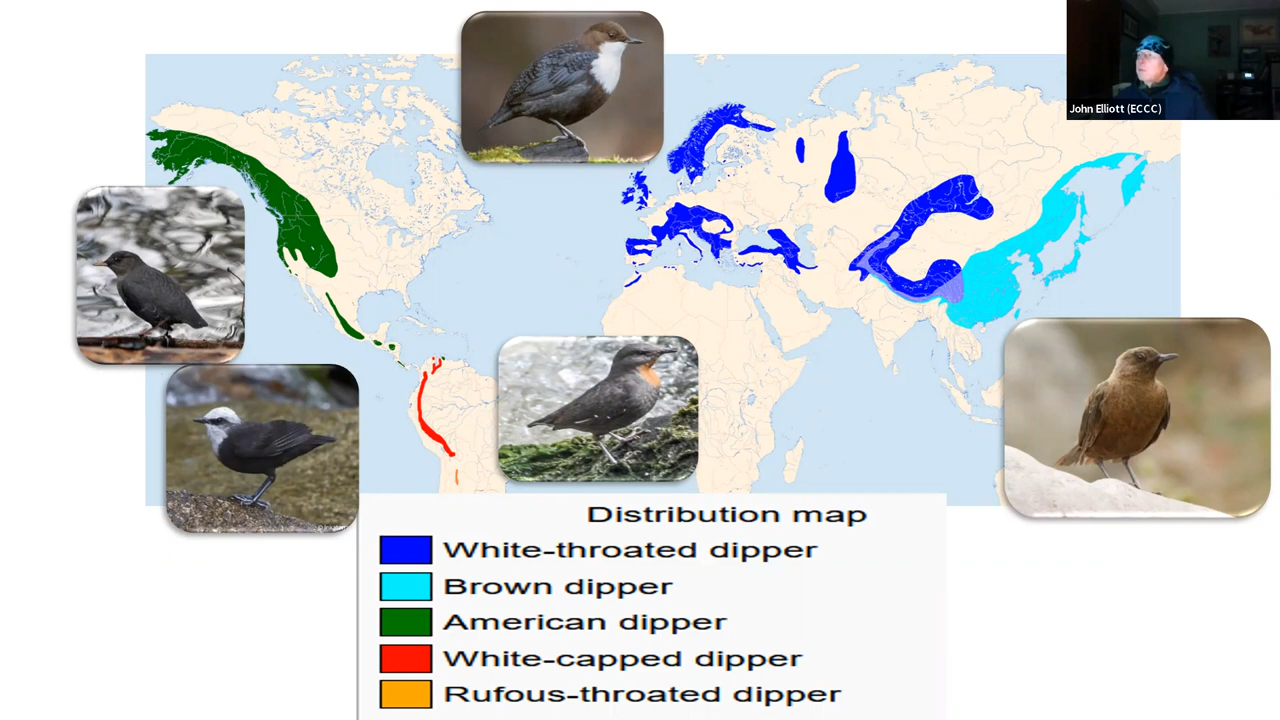 John Elliott (ECCC)
Distribution map
White-throated dipper
Brown dipper
American dipper
White-capped dipper
Rufous-throated dipper